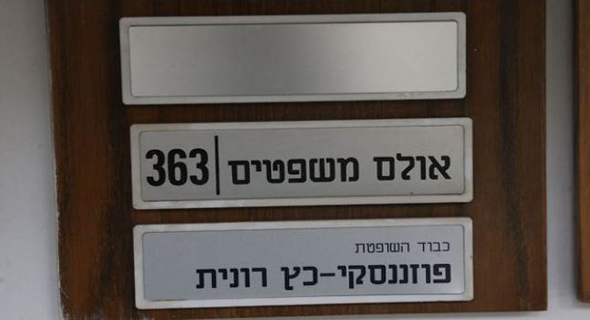 אולם משפטים | 363
כבוד השופטת
פוזננסקי-כץ רונית